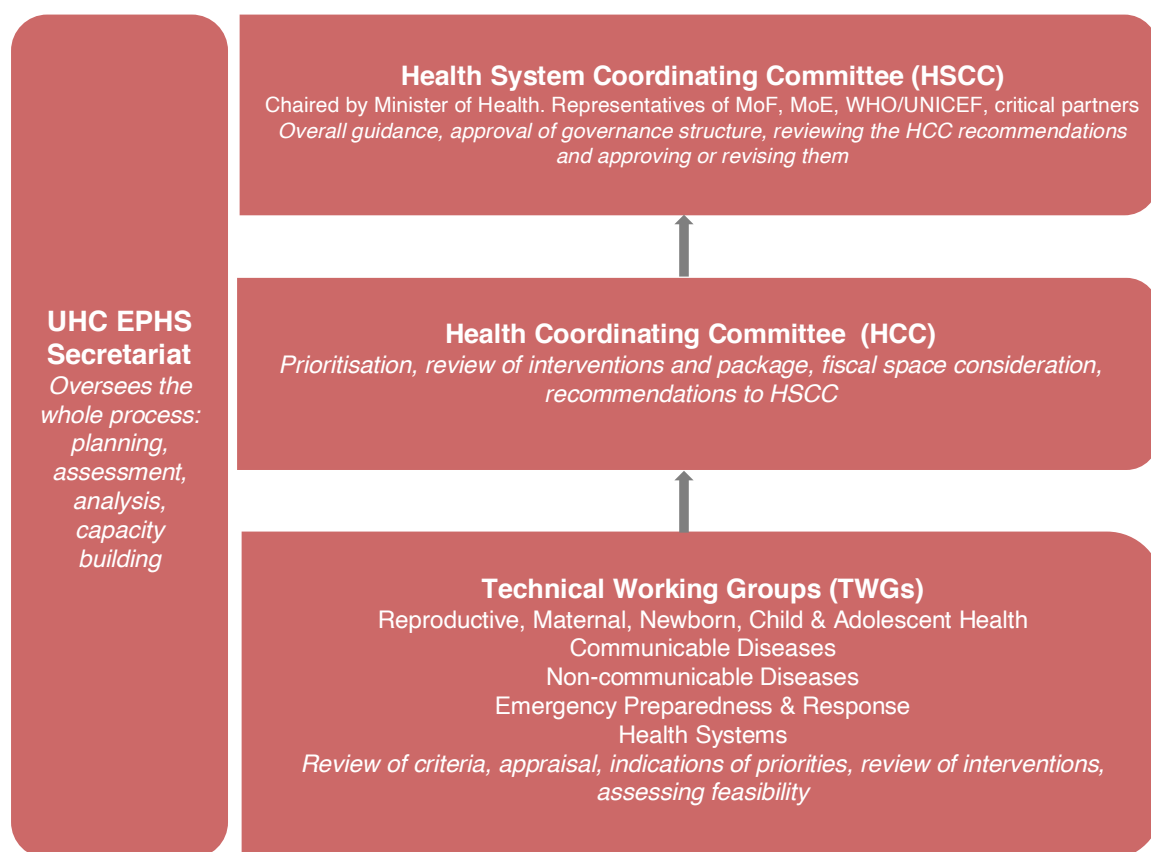 UHC EPHS
Secretariat
Oversees the
whole process:
planning,
assessment,
analysis,
capacity
building
Health System Coordinating Committee (HSCC)
Chaired by Minister of Health. Representatives of MoF, MoE, WHO/UNICEF, critical partners
Overall guidance, approval of governance structure, reviewing the HCC recommendations
and approving or revising them
Health Coordinating Committee (HCC)
Prioritisation, review of interventions and package, fiscal space consideration,
recommendations to HSCC
Technical Working Groups (TWGs)
Reproductive, Maternal, Newborn, Child & Adolescent Health
Communicable Diseases
Non-communicable Diseases
Emergency Preparedness & Response
Health Systems
Review of criteria, appraisal, indications of priorities, review of interventions,
assessing feasibility